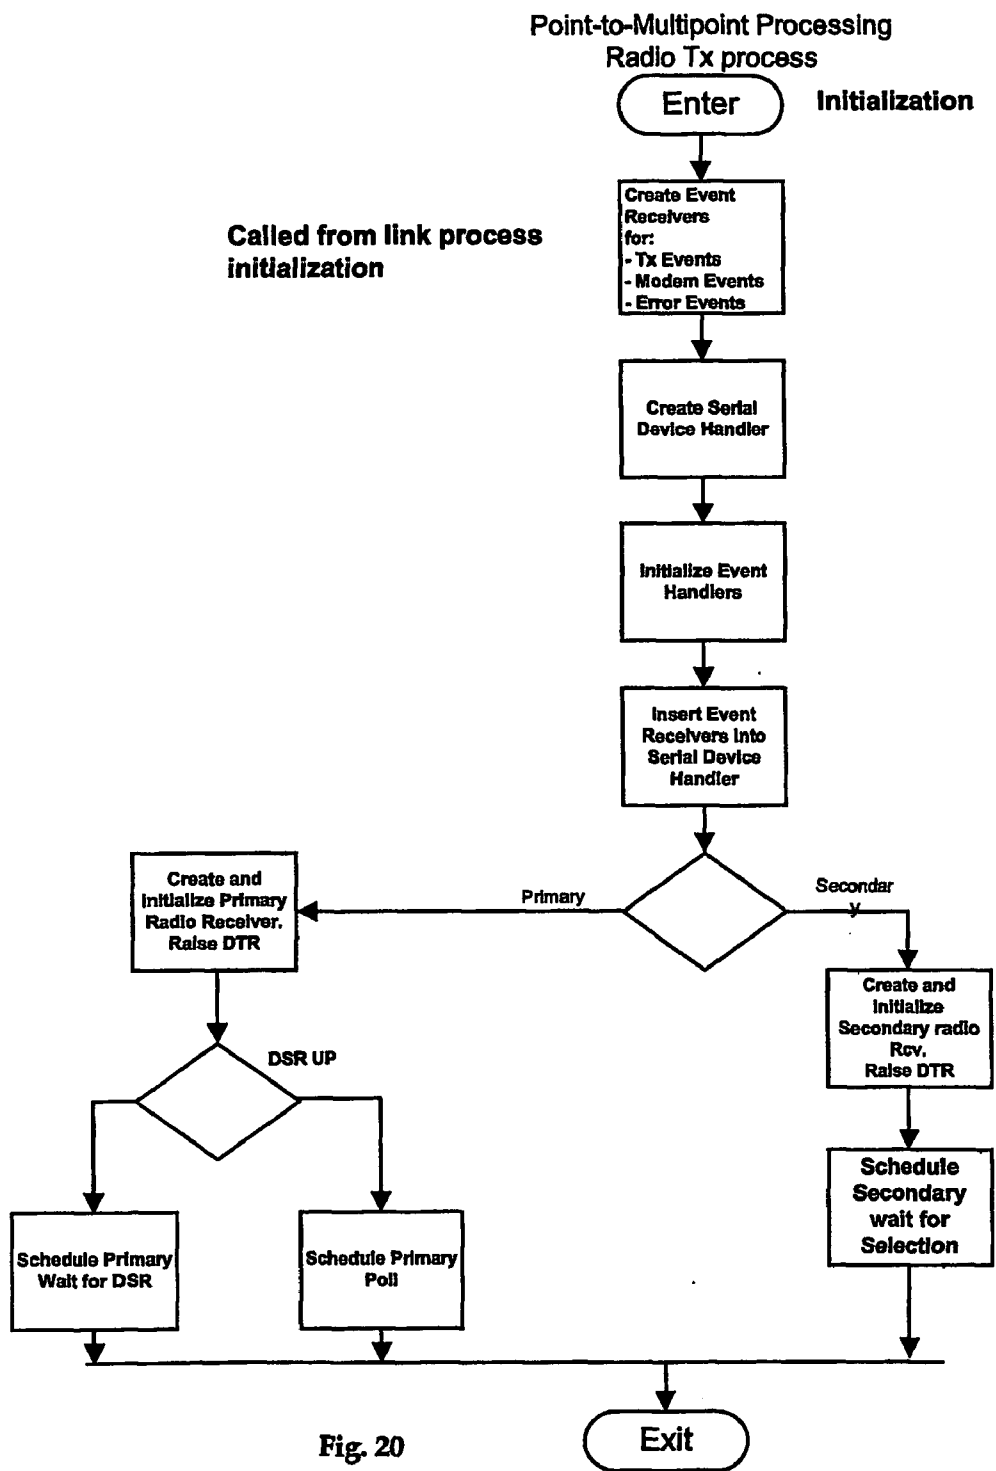 Point-to-Multipoint Processing
Radio Tx process
Enter
Initialization
Create Event
Receivers
for:
- Tx Events
- Modem Events
- Error Events
Called from link process
initialization
Create Serial
Device Handler
Initialize Event
Handlers
Insert Event
Receivers into
Serial Device
Handler
Primary
Secondar
y
Create and
Initialize Primary
Radio Receiver.
Raise DTR
Create and
Initialize
Secondary radio
Rcv.
Raise DTR
DSR UP
Schedule
Secondary
wait for
Selection
Schedule Primary
Wait for DSR
Schedule Primary
Poll
Exit
Fig. 20